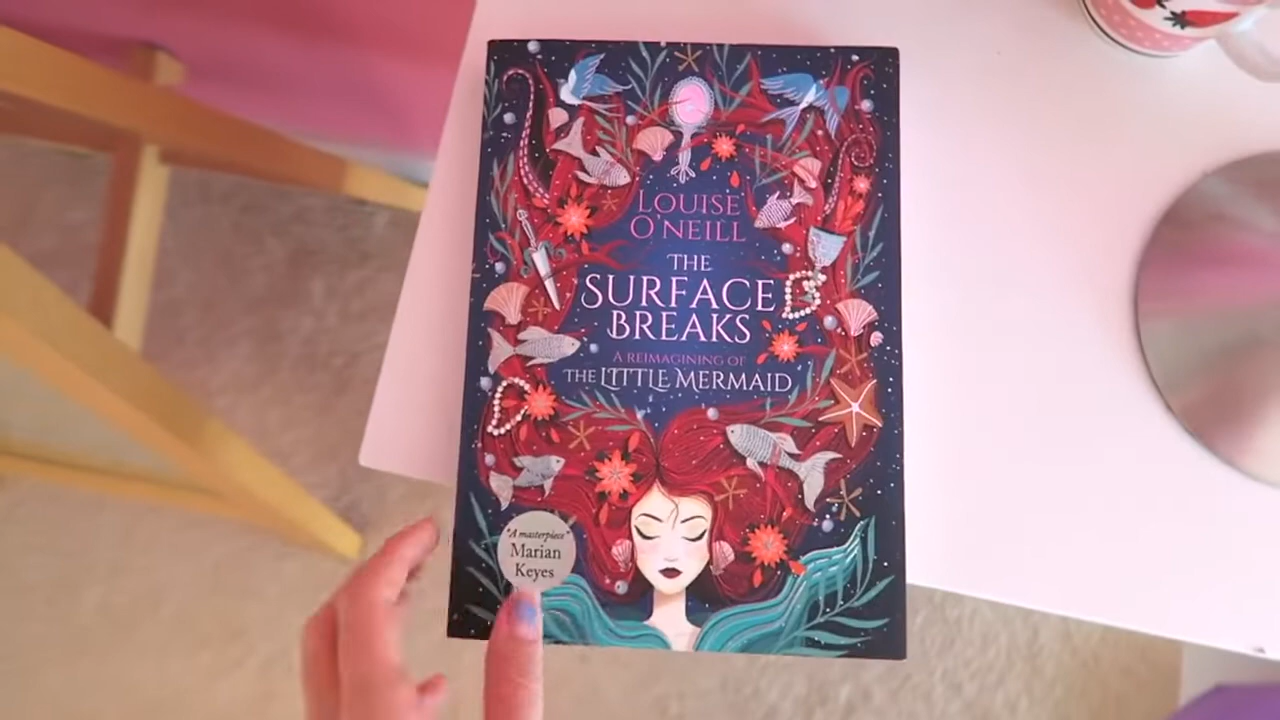 LOUISE
O'NEILL
THE
SURFACE
BREAKS
A REIMAGINING OF
THE LITTLE MERMAID
"A masterpiece"
Marian
Keyes